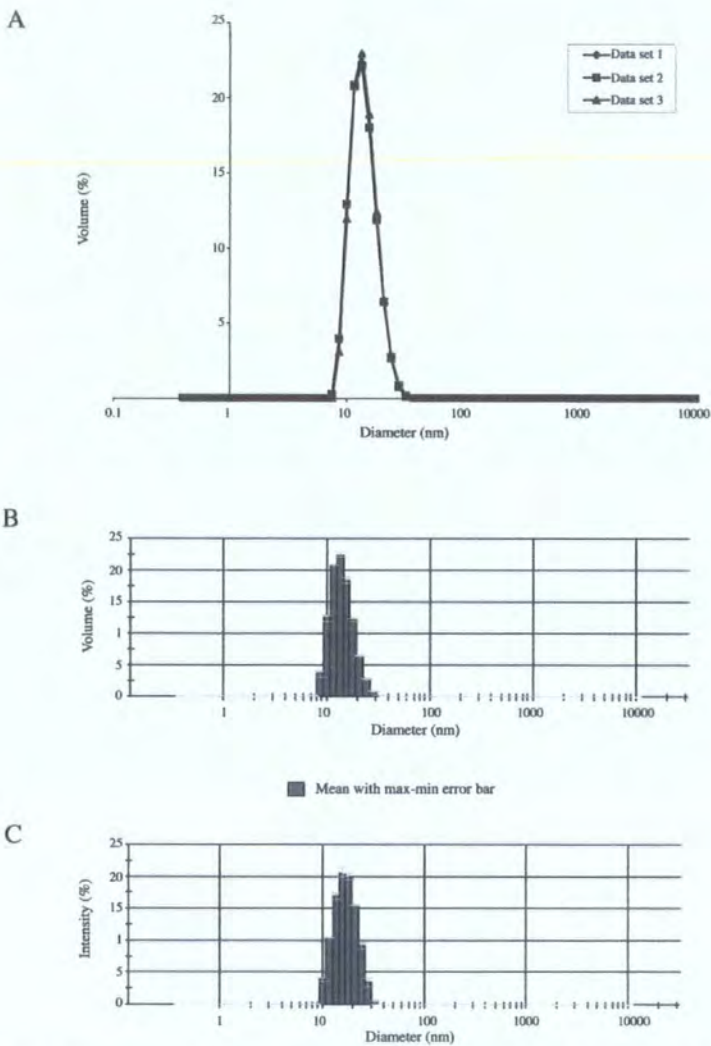 A
25
20
15
10
5
Volume (%)
Data set 1
Data set 2
Data set 3
0.1 1 10 100 1000 10000
Diameter (nm)
B
25
20
15
1
5
0
Volume (%)
1 10 100 1000 10000
Diameter (nm)
Mean with max-min error bar
C
25
20
15
1
5
0
Intensity (%)
1 10 100 1000 10000
Diameter (nm)